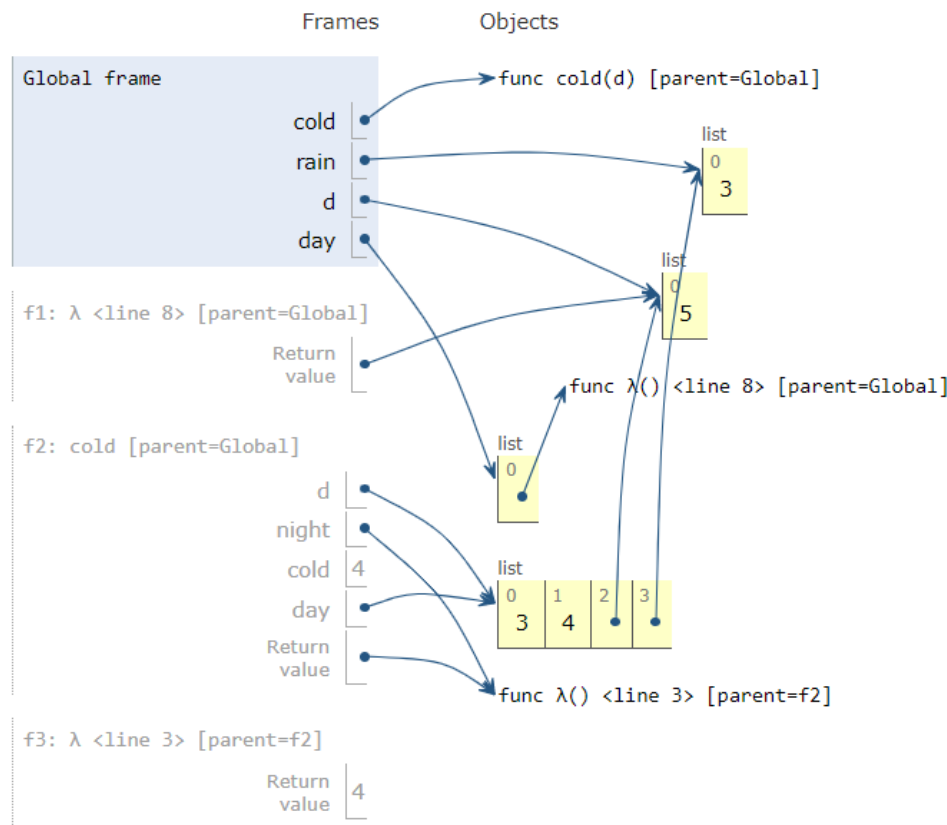 Frames Objects
Global frame
func cold(d) [parent=Global]
cold
list
rain
0
3
d
day
list
0
5
f1: λ <line 8> [parent=Global]
Return
value
func λ() <line 8> [parent=Global]
f2: cold [parent=Global]
list
0
d
night
cold 4
list
0 1 2 3
3 4
day
Return
value
func λ() <line 3> [parent=f2]
f3: λ <line 3> [parent=f2]
Return
value
4